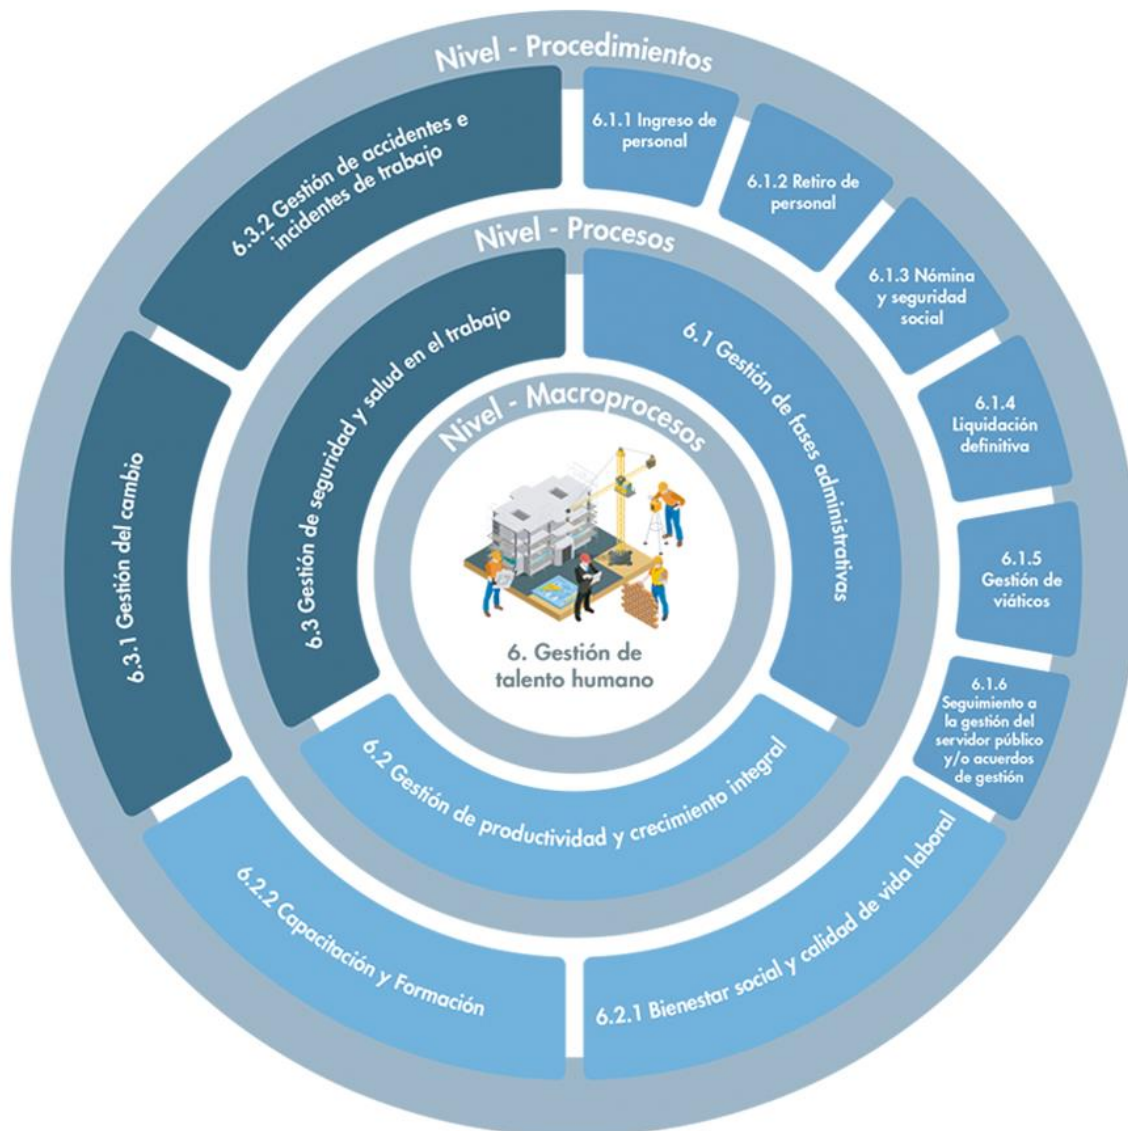 Nivel - Procedimientos
6.1.1 Ingreso de
personal
6.1.2 Retiro de
personal
6.1.3 Nómina
y seguridad
social
6.1.4
Liquidación
definitiva
6.1.5
Gestión de
viáticos
6.1.6
Seguimiento a
la gestión del
servidor público
y/o acuerdos
de gestión
6.2.1 Bienestar social y calidad de vida laboral
6.2.2 Capacitación y Formación
6.3.1 Gestión del cambio
6.3.2 Gestión de accidentes e
incidentes de trabajo
Nivel - Procesos
6.1 Gestión de fases administrativas
6.2 Gestión de productividad y crecimiento integral
6.3 Gestión de seguridad y salud en el trabajo
Nivel - Macroprocesos
6. Gestión de
talento humano